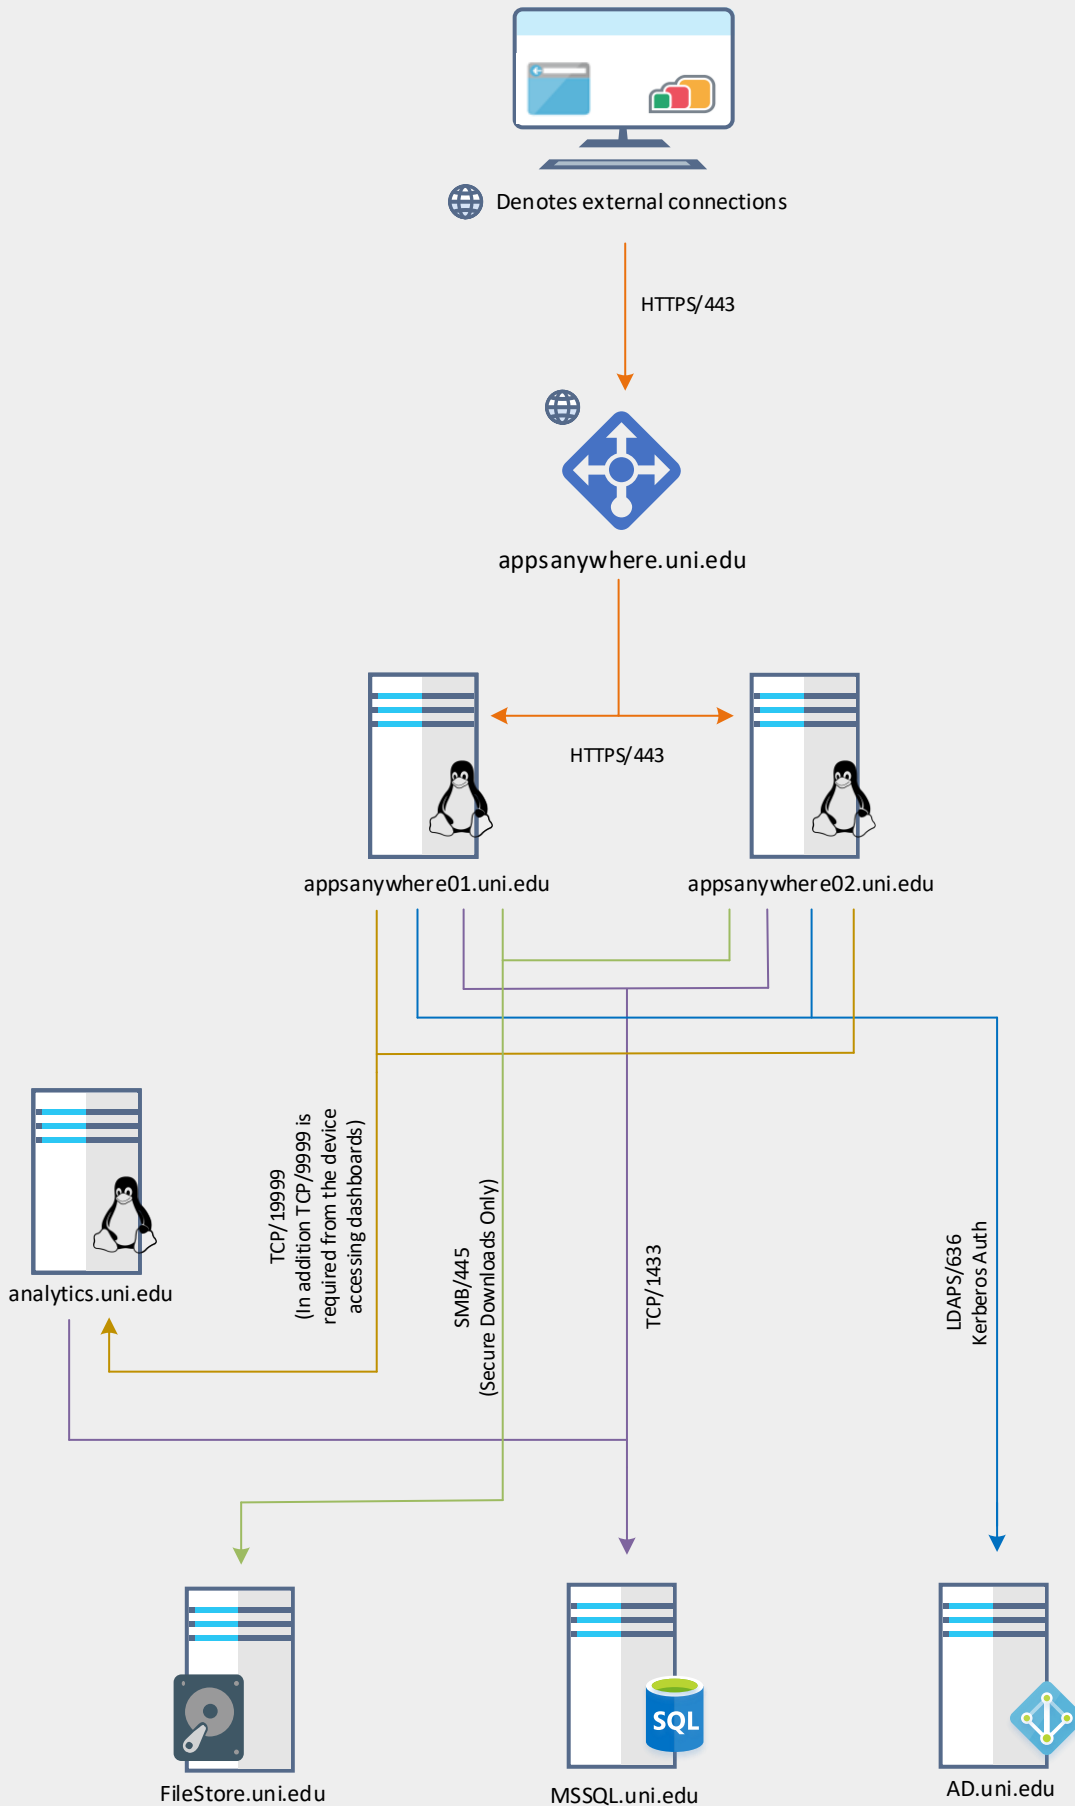 Denotes external connections
HTTPS/443
appsanywhere.uni.edu
HTTPS/443
appsanywhere01.uni.edu
appsanywhere02.uni.edu
analytics.uni.edu
TCP/19999
(In addition TCP/9999 is
required from the device
accessing dashboards)
SMB/445
(Secure Downloads Only)
TCP/1433
LDAPS/636
Kerberos Auth
SQL
FileStore.uni.edu
MSSQL.uni.edu
AD.uni.edu